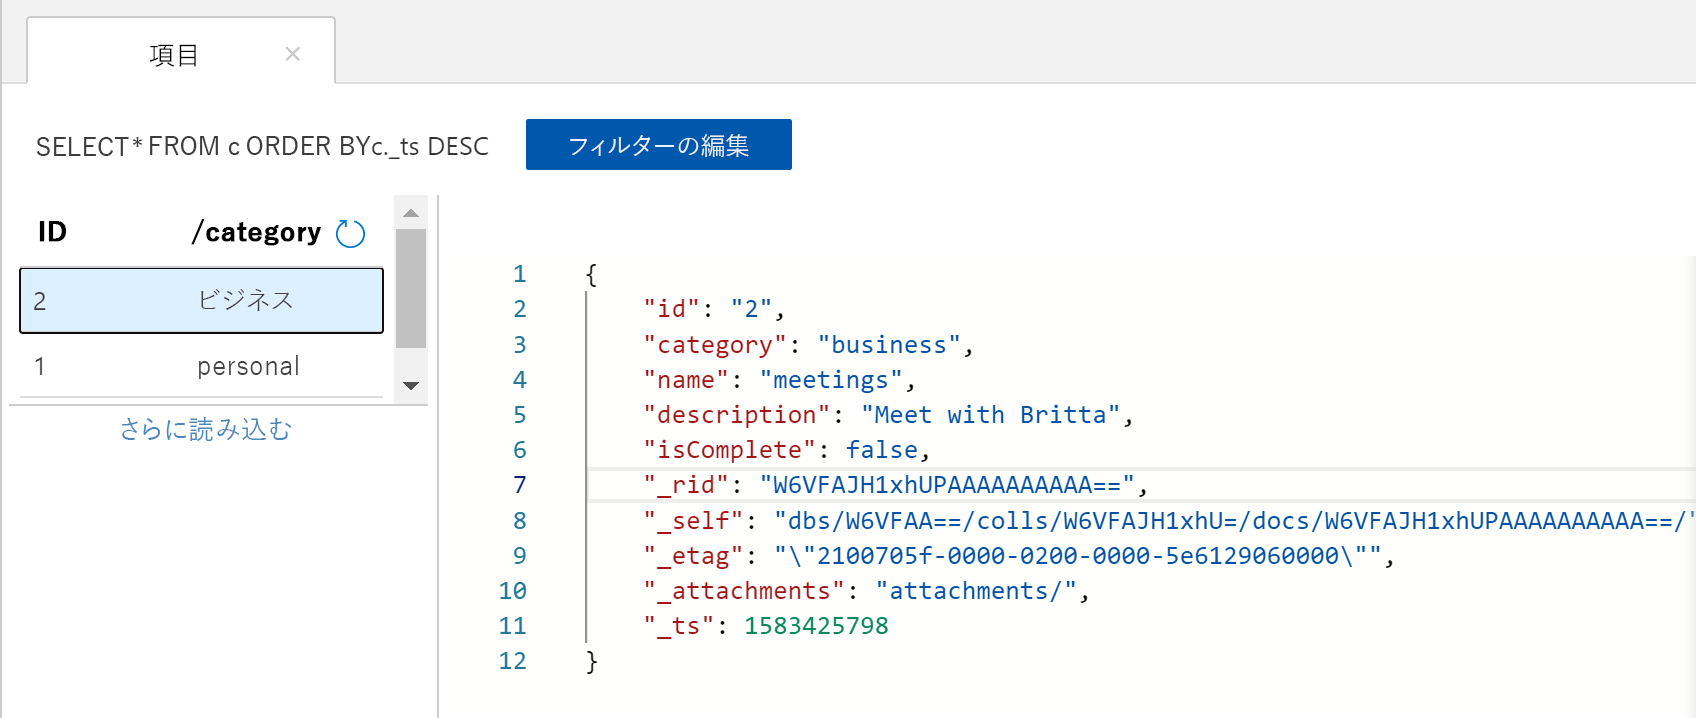 項目 ×
SELECT*FROM c ORDER BYc._ts DESC フィルターの編集
ID /category
2 ビジネス
1 personal
さらに読み込む
1 {
2 "id": "2",
3 "category": "business",
4 "name": "meetings",
5 "description": "Meet with Britta",
6 "isComplete": false,
7 "_rid": "W6VFAJH1xhUPAAAAAAAAAA==",
8 "_self": "dbs/W6VFAA==/colls/W6VFAJH1xhU=/docs/W6VFAJH1xhUPAAAAAAAAAA==/"
9 "_etag": "\"2100705f-0000-0200-0000-5e6129060000\"",
10 "_attachments": "attachments/",
11 "_ts": 1583425798
12 }